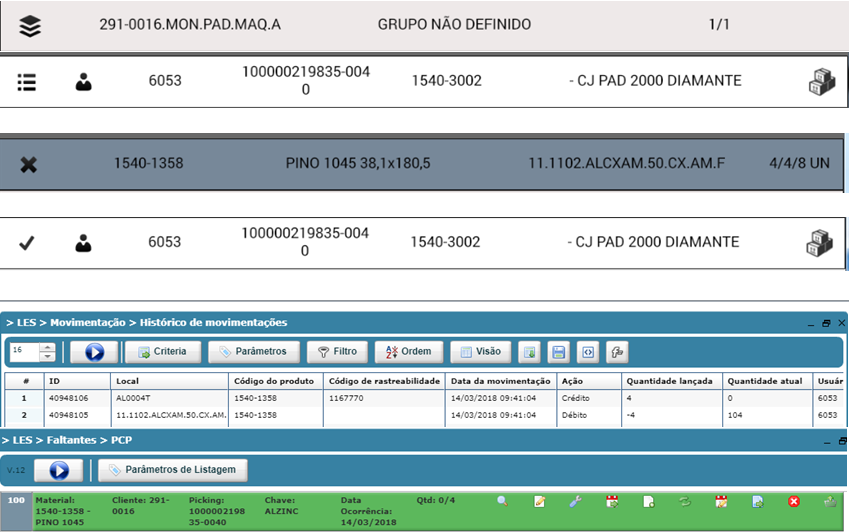 291-0016.MON.PAD.MAQ.A GRUPO NÃO DEFINIDO 1/1
6053 100000219835-004 1540-3002 - CJ PAD 2000 DIAMANTE
0
1540-1358 PINO 1045 38,1x180,5 11.1102.ALCXAM.50.CX.AM.F 4/4/8 UN
6053 100000219835-004 1540-3002 - CJ PAD 2000 DIAMANTE
0
> LES > Movimentação > Histórico de movimentações
16 Criteria Parâmetros Filtro Ordem Visão
# ID Local Código do produto Código de rastreabilidade Data da movimentação Ação Quantidade lançada Quantidade atual Usuár
1 40948106 AL0004T 1540-1358 1167770 14/03/2018 09:41:04 Crédito 4 0 6053
2 40948105 11.1102.ALCXAM.50.CX.AM. 1540-1358 14/03/2018 09:41:04 Débito -4 104 6053
> LES > Faltantes > PCP
V.12 Parâmetros de Listagem
100 Material: Cliente: 291- Picking: Chave: Data Qtd: 0/4
1540-1358 - 0016 1000002198 ALZINC Ocorrência:
PINO 1045 35-0040 14/03/2018